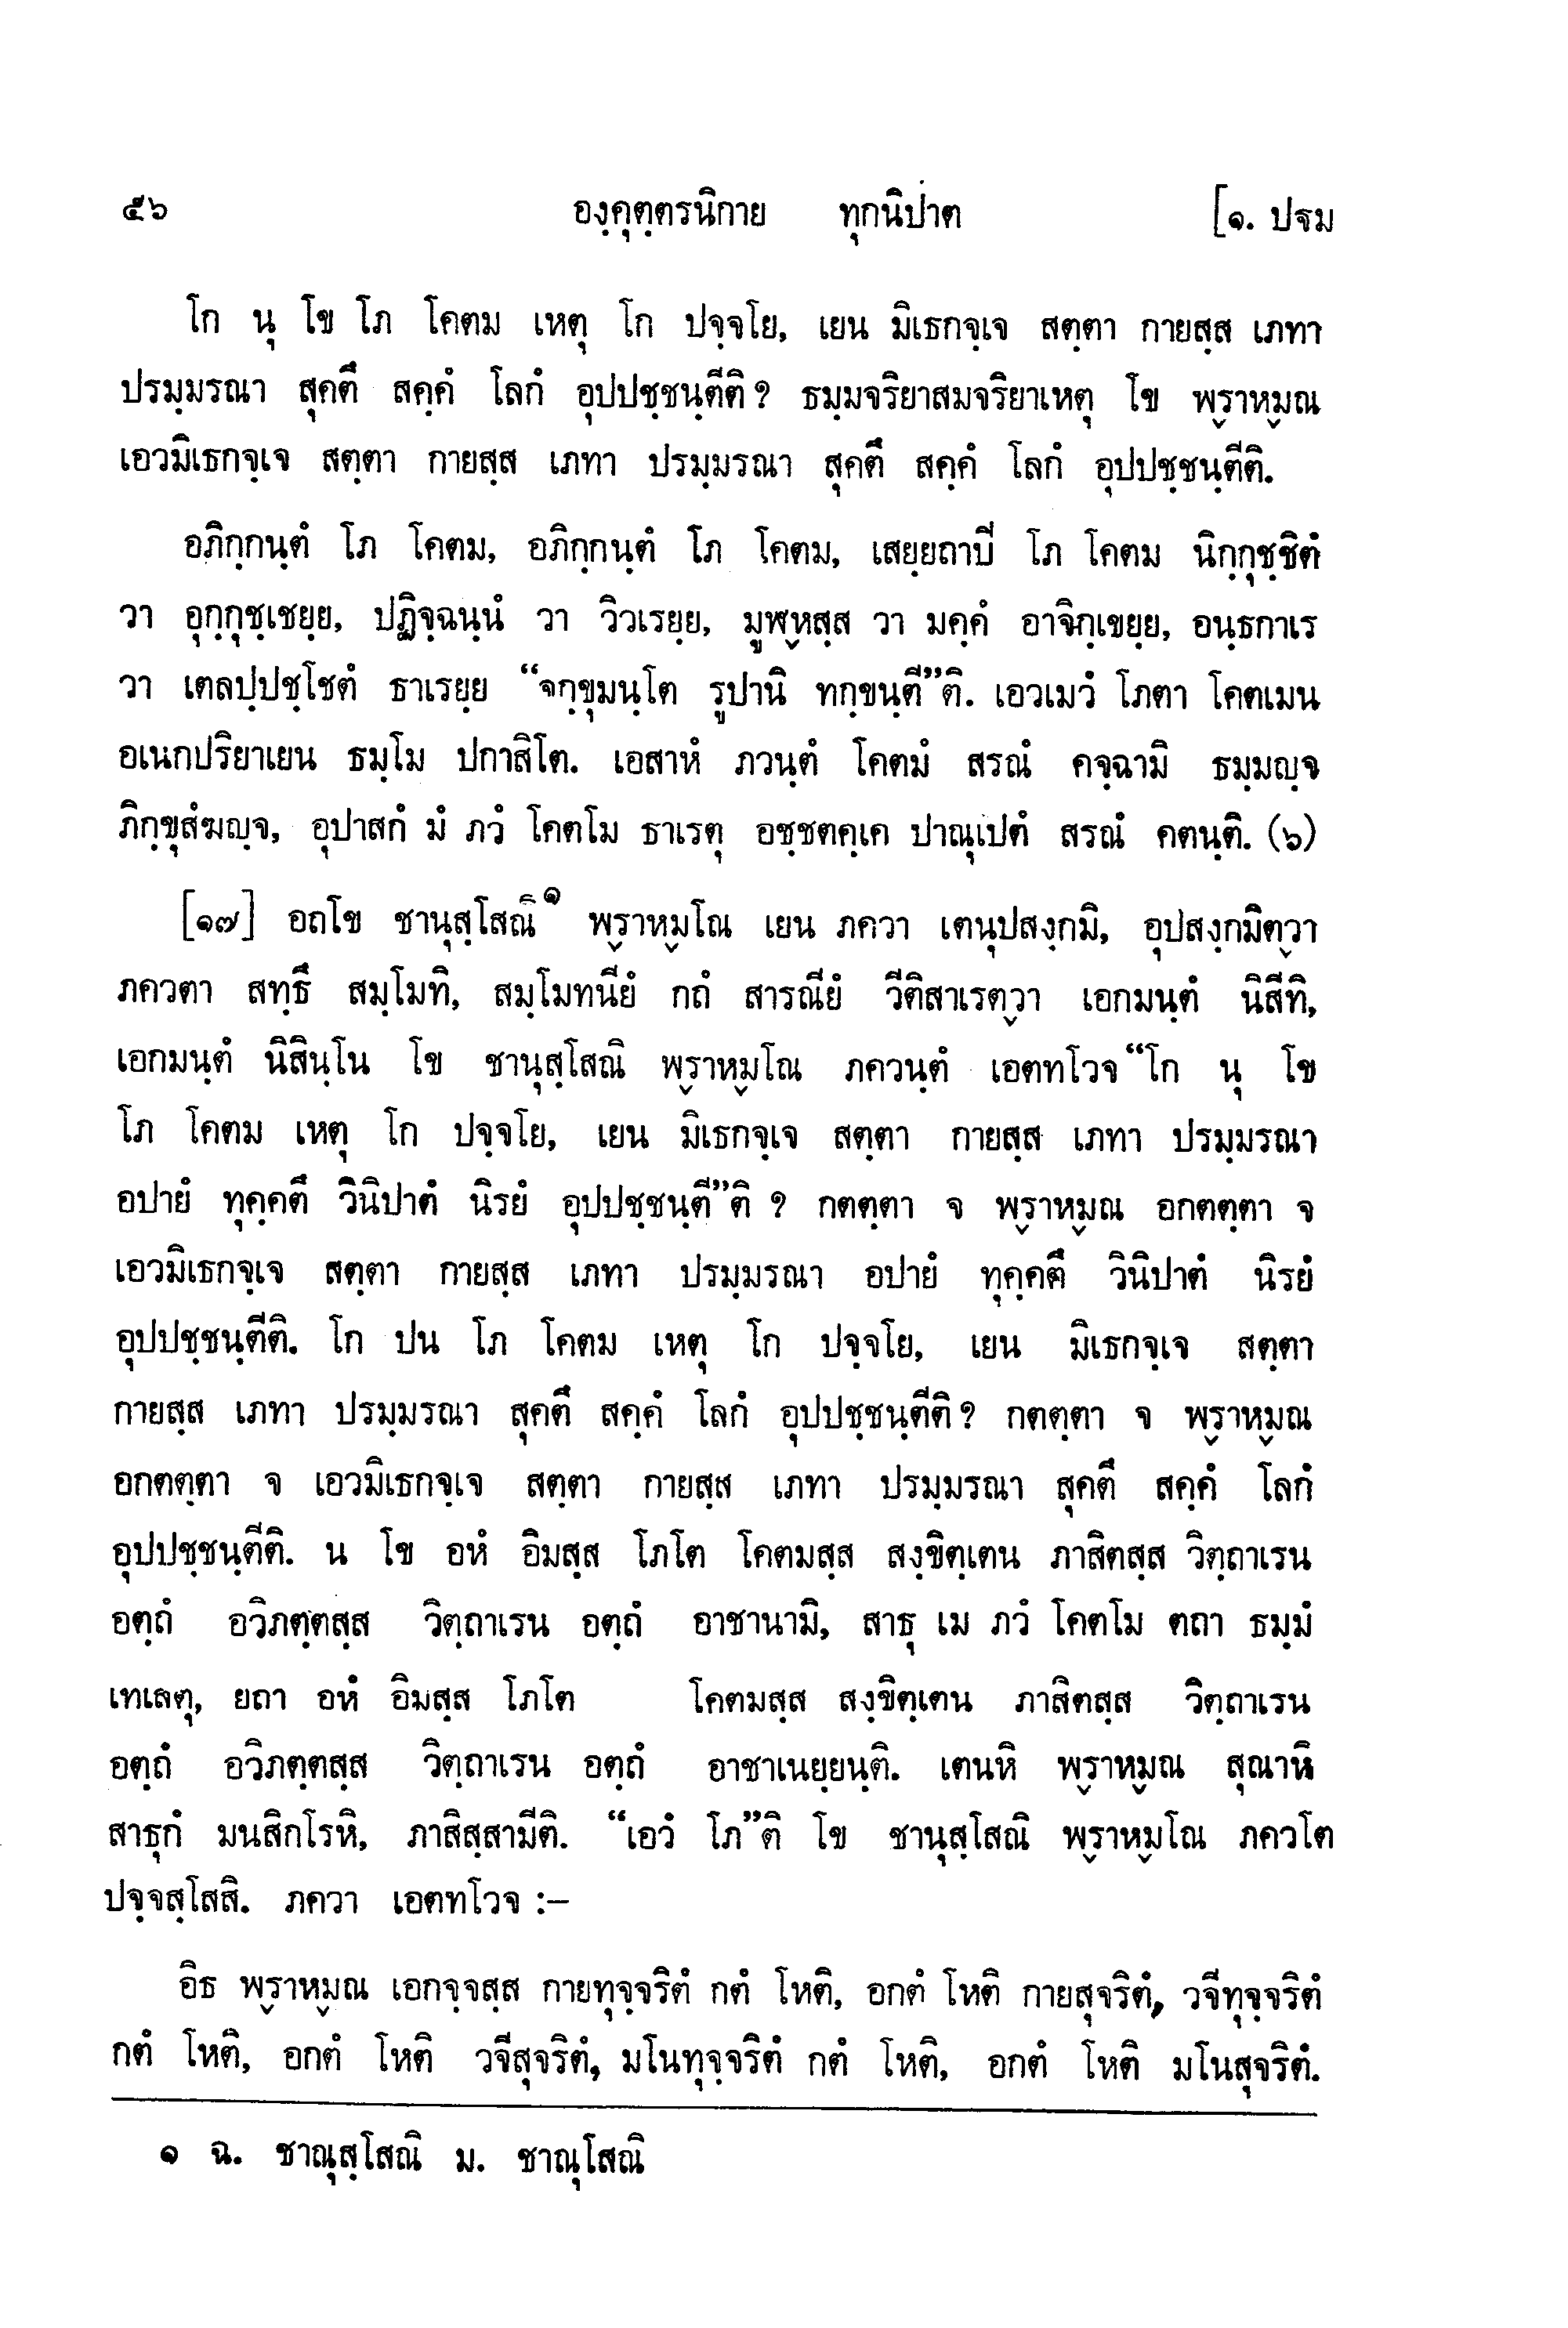 ๕๖ องฺคุตฺตรนิกาย ทุกนิปาต [๑. ปฐม
โก นุ โข โภ โคตม เหตุ โก ปจฺจโย, เยน มิเธกจฺเจ สตฺตา กายสฺส เภทา
ปรมฺมรณา สุคตึ สคฺคํ โลกํ อุปปชฺชนฺตีติ? ธมฺมจริยาสมจริยาเหตุ โข พฺราหฺมณ
เอวมิเธกจฺเจ สตฺตา กายสฺส เภทา ปรมฺมรณา สุคตึ สคฺคํ โลกํ อุปปชฺชนฺตีติ.
อภิกฺกนฺตํ โภ โคตม, อภิกฺกนฺตํ โภ โคตม, เสยฺยถาปิ โภ โคตม นิกฺกุชฺชิตํ
วา อุกฺกุชฺเชยฺย, ปฏิจฺฉนฺนํ วา วิวเรยฺย, มูฬฺหสฺส วา มคฺคํ อาจิกฺเขยฺย, อนฺธกาเร
วา เตลปฺปชฺโชตํ ธาเรยฺย “จกฺขุมนฺโต รูปานิ ทกฺขนฺตี”ติ. เอวเมวํ โภตา โคตเมน
อเนกปริยาเยน ธมฺโม ปกาสิโต. เอสาหํ ภวนฺตํ โคตมํ สรณํ คจฺฉามิ ธมฺมญฺจ
ภิกฺขุสํฆญฺจ, อุปาสกํ มํ ภวํ โคตโม ธาเรตุ อชฺชตคฺเค ปาณุเปตํ สรณํ คตนฺติ. (๖)
[๑๗] อถโข ชานุสฺโสณิ๑ พฺราหฺมโณ เยน ภควา เตนุปสงฺกมิ, อุปสงฺกมิตฺวา
ภควตา สทฺธึ สมฺโมทิ, สมฺโมทนียํ กถํ สารณียํ วีติสาเรตฺวา เอกมนฺตํ นิสีทิ,
เอกมนฺตํ นิสินฺโน โข ชานุสฺโสณิ พฺราหฺมโณ ภควนฺตํ เอตทโวจ “โก นุ โข
โภ โคตม เหตุ โก ปจฺจโย, เยน มิเธกจฺเจ สตฺตา กายสฺส เภทา ปรมฺมรณา
อปายํ ทุคฺคตึ วินิปาตํ นิรยํ อุปปชฺชนฺตี”ติ ? กตตฺตา จ พฺราหฺมณ อกตตฺตา จ
เอวมิเธกจฺเจ สตฺตา กายสฺส เภทา ปรมฺมรณา อปายํ ทุคฺคตึ วินิปาตํ นิรยํ
อุปปชฺชนฺตีติ. โก ปน โภ โคตม เหตุ โก ปจฺจโย, เยน มิเธกจฺเจ สตฺตา
กายสฺส เภทา ปรมฺมรณา สุคตึ สคฺคํ โลกํ อุปปชฺชนฺตีติ? กตตฺตา จ พฺราหฺมณ
อกตตฺตา จ เอวมิเธกจฺเจ สตฺตา กายสฺส เภทา ปรมฺมรณา สุคตึ สคฺคํ โลกํ
อุปปชฺชนฺตีติ. น โข อหํ อิมสฺส โภโต โคตมสฺส สงฺขิตฺเตน ภาสิตสฺส วิตฺถาเรน
อตฺถํ อวิภตฺตสฺส วิตฺถาเรน อตฺถํ อาชานามิ, สาธุ เม ภวํ โคตโม ตถา ธมฺมํ
เทเสตุ, ยถา อหํ อิมสฺส โภโต โคตมสฺส สงฺขิตฺเตน ภาสิตสฺส วิตฺถาเรน
อตฺถํ อวิภตฺตสฺส วิตฺถาเรน อตฺถํ อาชาเนยฺยนฺติ. เตนหิ พฺราหฺมณ สุณาหิ
สาธุกํ มนสิกโรหิ, ภาสิสฺสามีติ. “เอวํ โภ”ติ โข ชานุสฺโสณิ พฺราหฺมโณ ภควโต
ปจฺจสฺโสสิ. ภควา เอตทโวจ :–
อิธ พฺราหฺมณ เอกจฺจสฺส กายทุจฺจริตํ กตํ โหติ, อกตํ โหติ กายสุจริตํ, วจีทุจฺจริตํ
กตํ โหติ, อกตํ โหติ วจีสุจริตํ, มโนทุจฺจริตํ กตํ โหติ, อกตํ โหติ มโนสุจริตํ.
๑ ฉ. ชาณุสฺโสณิ ม. ชาณุโสณิ